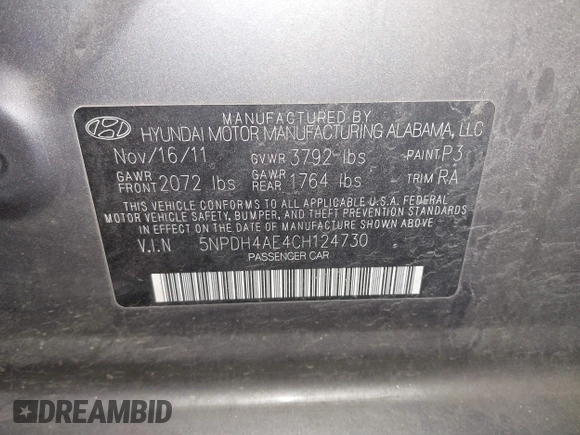 MANUFACTURED BY
HYUNDAI MOTOR MANUFACTURING ALABAMA, LLC
Nov/16/11 GVWR 3792 lbs PAINT P3
GAWR FRONT 2072 lbs GAWR REAR 1764 lbs TRIM RA
THIS VEHICLE CONFORMS TO ALL APPLICABLE U.S.A. FEDERAL
MOTOR VEHICLE SAFETY, BUMPER, AND THEFT PREVENTION
STANDARDS IN EFFECT ON THE DATE OF MANUFACTURE SHOWN ABOVE.
V.I.N 5NPDH4AE4CH124730
PASSENGER CAR
DREAMBID